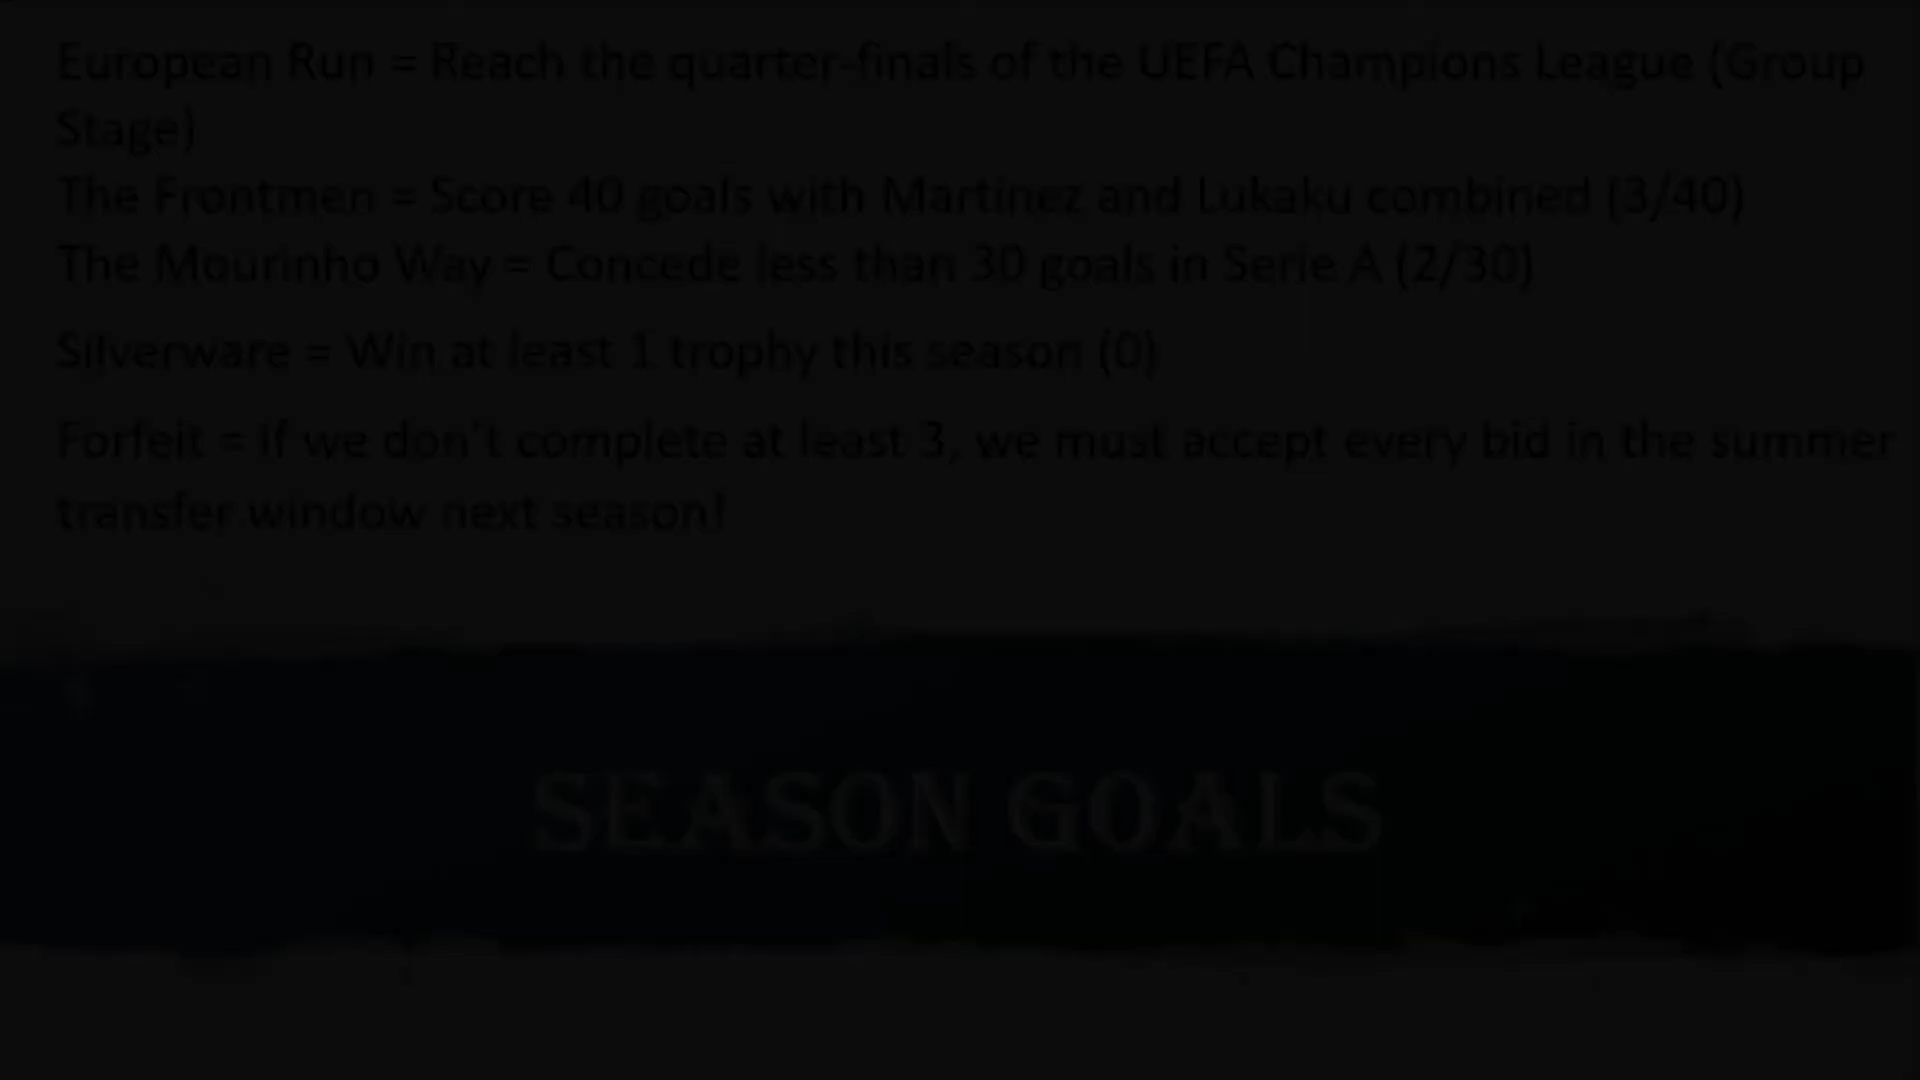 European Run = Reach the quarter-finals of the UEFA Champions League (Group
Stage)
The Frontmen = Score 40 goals with Martinez and Lukaku combined (3/40)
The Mourinho Way = Concede less than 30 goals in Serie A (2/30)
Silverware = Win at least 1 trophy this season (0)
Forfeit = If we don't complete at least 3, we must accept every bid in the summer
transfer window next season!
SEASON GOALS